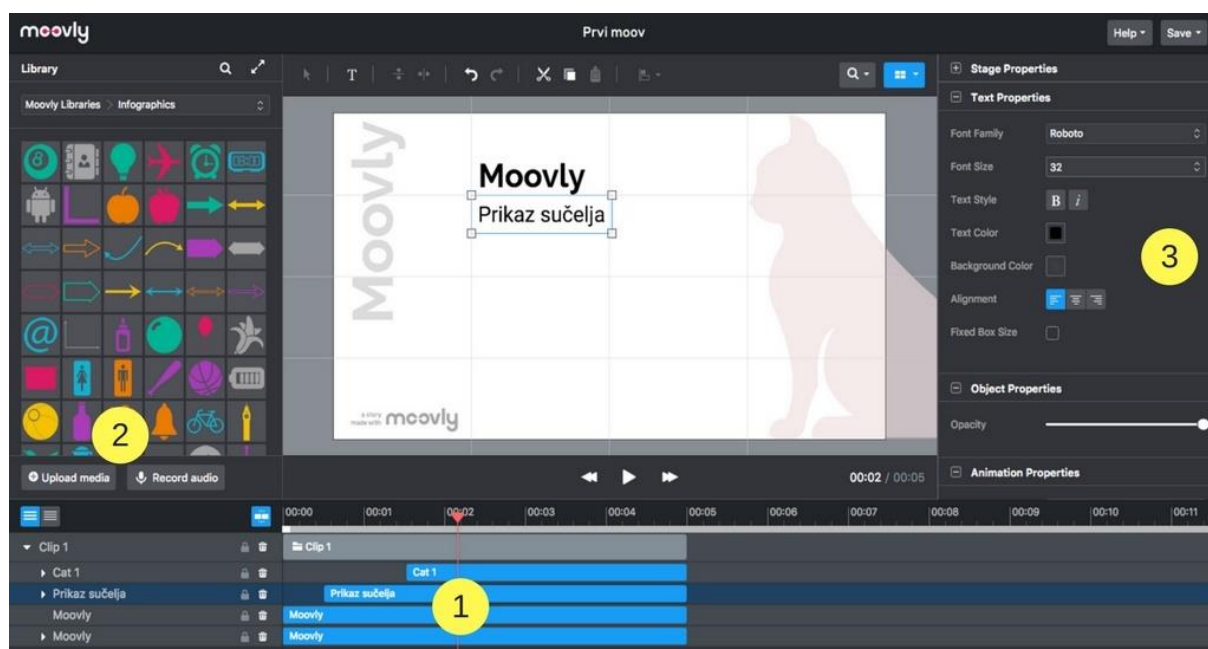 moovly
Prvi moov
Help
Save
Library
T
Moovly Libraries > Infographics
8
@
Upload media
Record audio
2
Moovly
Moovly
Prikaz sučelja
a story
made with moovly
00:02 / 00:05
Stage Properties
Text Properties
Font Family Roboto
Font Size 32
Text Style B i
Text Color
Background Color
3
Alignment
Fixed Box Size
Object Properties
Opacity
Animation Properties
00:00 00:01 00:02 00:03 00:04 00:05 00:06 00:07 00:08 00:09 00:10 00:11
Clip 1 Clip 1
Cat 1 Cat 1
Prikaz sučelja Prikaz sučelja
1
Moovly Moovly
Moovly Moovly